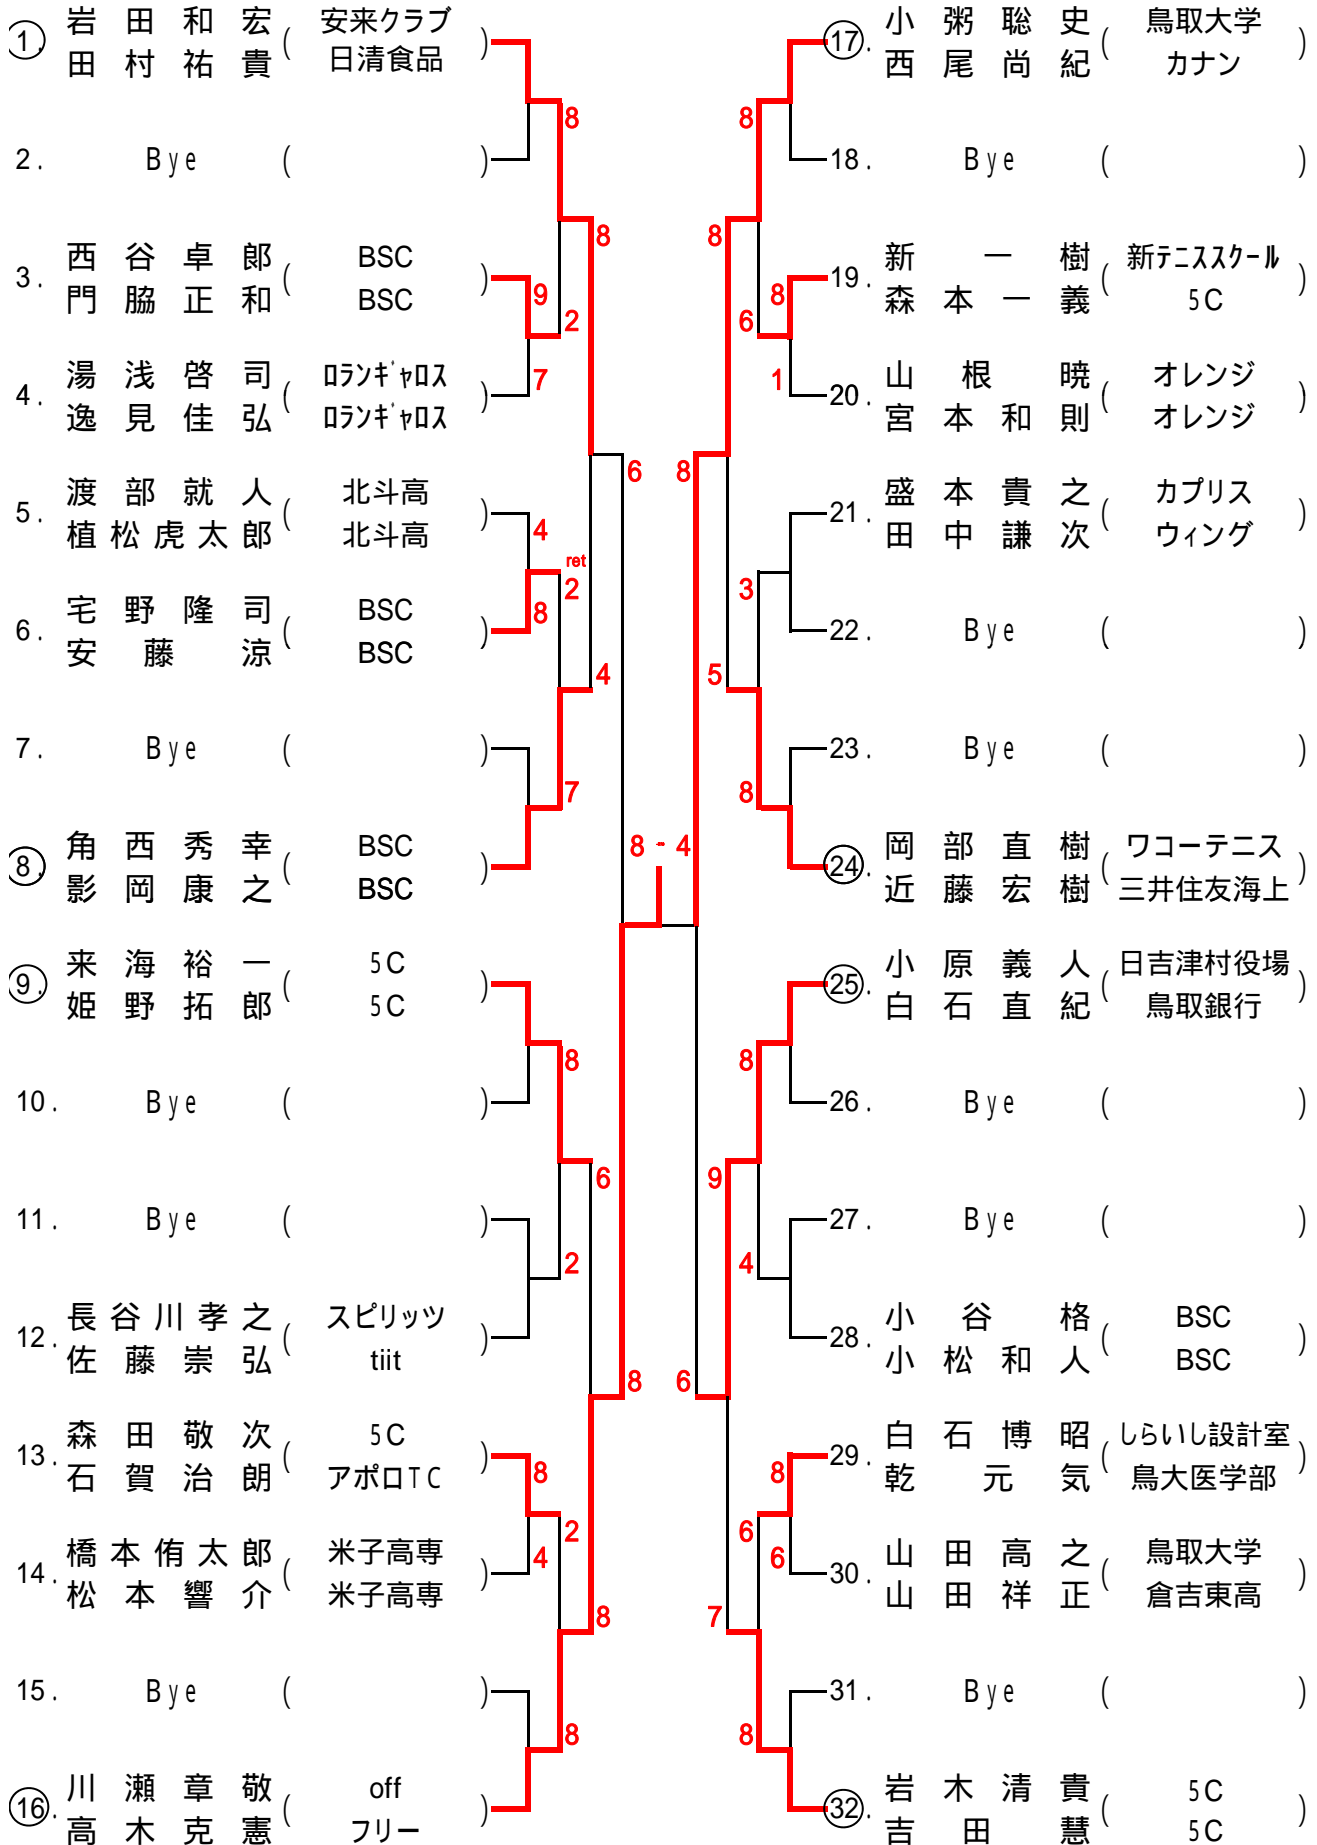 ① 岩田和宏 ( 安来クラブ )
田村祐貴 日清食品
8
2. Bye ( )
8
3. 西谷卓郎 ( BSC )
門脇正和 BSC
9
2
4. 湯浅啓司 ( ロランギャロス )
逸見佳弘 ロランギャロス
7
6
5. 渡部就人 ( 北斗高 )
植松虎太郎 北斗高
4
ret
2
6. 宅野隆司 ( BSC )
安藤涼 BSC
8
4
7. Bye ( )
7
⑧ 角西秀幸 ( BSC )
影岡康之 BSC
8 - 4
⑨ 来海裕一 ( 5C )
姫野拓郎 5C
8
10. Bye ( )
6
11. Bye ( )
2
12. 長谷川孝之 ( スピリッツ )
佐藤崇弘 tiit
8
13. 森田敬次 ( 5C )
石賀治朗 アポロTC
8
2
14. 橋本侑太郎 ( 米子高専 )
松本響介 米子高専
4
8
15. Bye ( )
8
⑯. 川瀬章敬 ( off )
高木克憲 フリー
⑰. 小粥聡史 ( 鳥取大学 )
西尾尚紀 カナン
8
18. Bye ( )
8
19. 新一樹 ( 新テニススクール )
森本一義 5C
8
6
20. 山根暁 ( オレンジ )
宮本和則 オレンジ
1
8
21. 盛本貴之 ( カプリス )
田中謙次 ウィング
3
22. Bye ( )
5
23. Bye ( )
8
㉔. 岡部直樹 ( ワコーテニス )
近藤宏樹 三井住友海上
㉕. 小原義人 ( 日吉津村役場 )
白石直紀 鳥取銀行
8
26. Bye ( )
9
27. Bye ( )
4
28. 小谷格 ( BSC )
小松和人 BSC
6
29. 白石博昭 ( しらいし設計室 )
乾元気 鳥大医学部
8
6
30. 山田高之 ( 鳥取大学 )
山田祥正 倉吉東高
6
7
31. Bye ( )
8
㉜. 岩木清貴 ( 5C )
吉田慧 5C